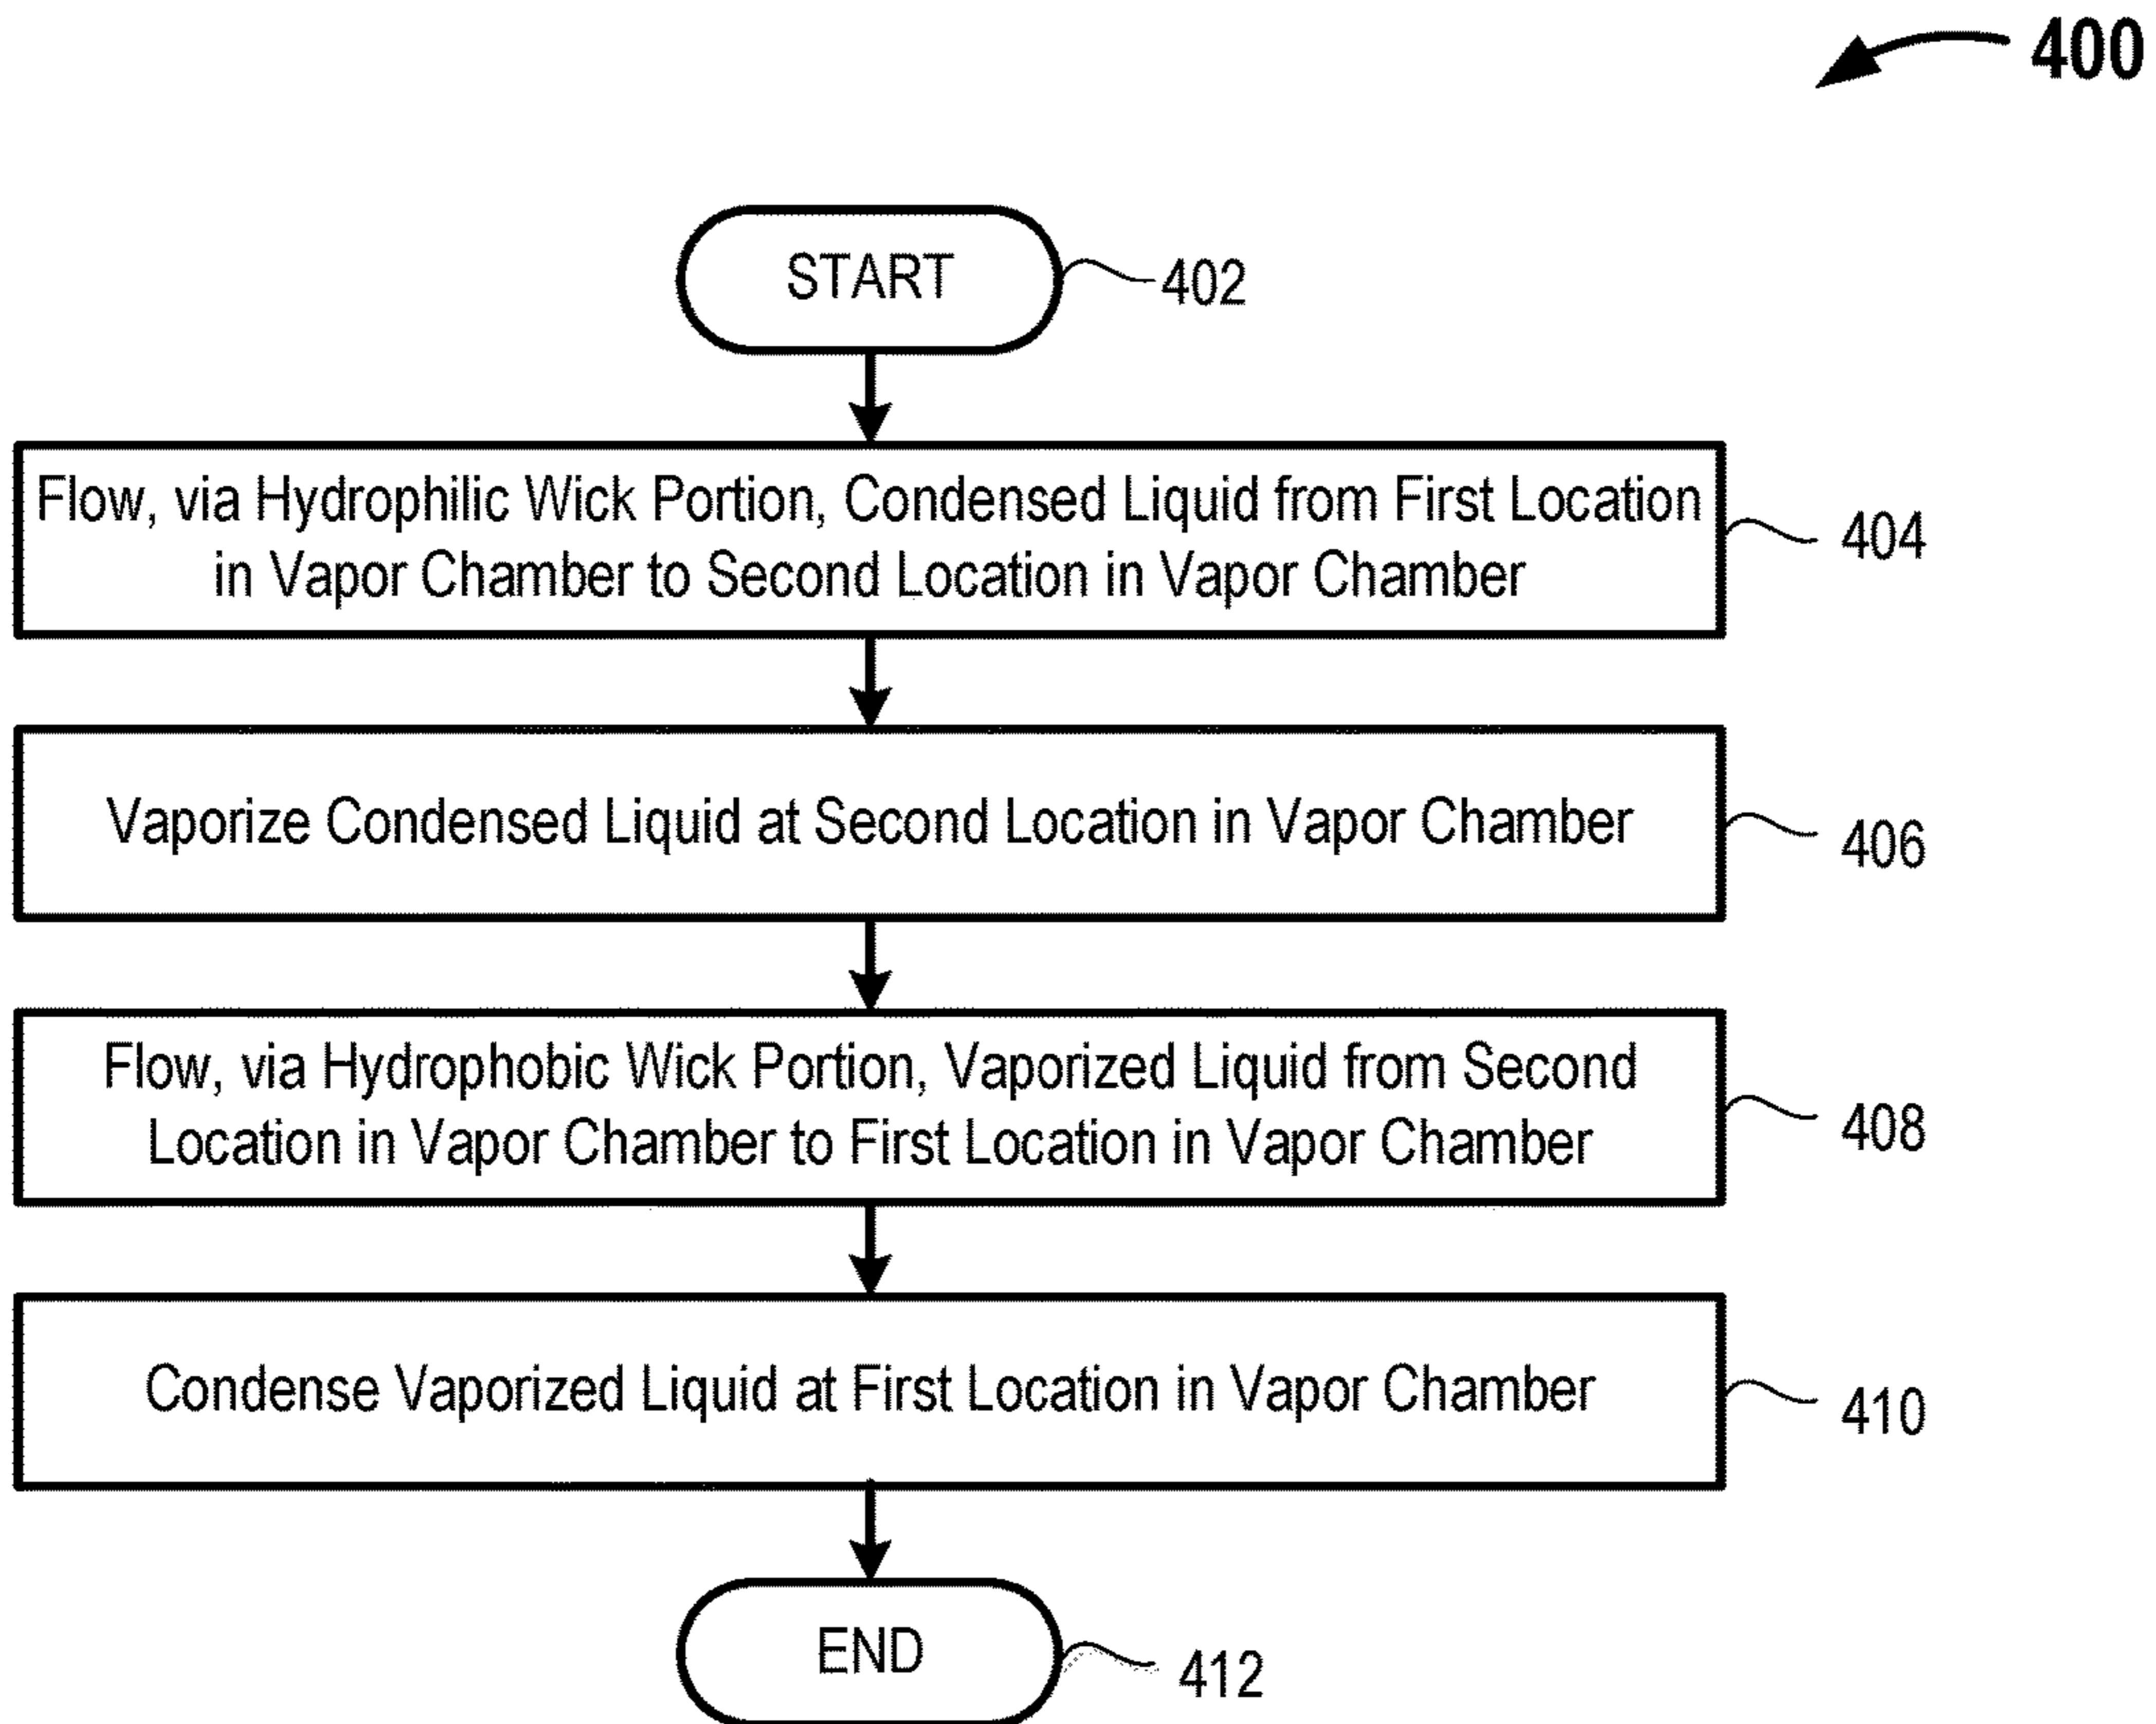 400
START
402
Flow, via Hydrophilic Wick Portion, Condensed Liquid from First Location
in Vapor Chamber to Second Location in Vapor Chamber
404
Vaporize Condensed Liquid at Second Location in Vapor Chamber
406
Flow, via Hydrophobic Wick Portion, Vaporized Liquid from Second
Location in Vapor Chamber to First Location in Vapor Chamber
408
Condense Vaporized Liquid at First Location in Vapor Chamber
410
END
412